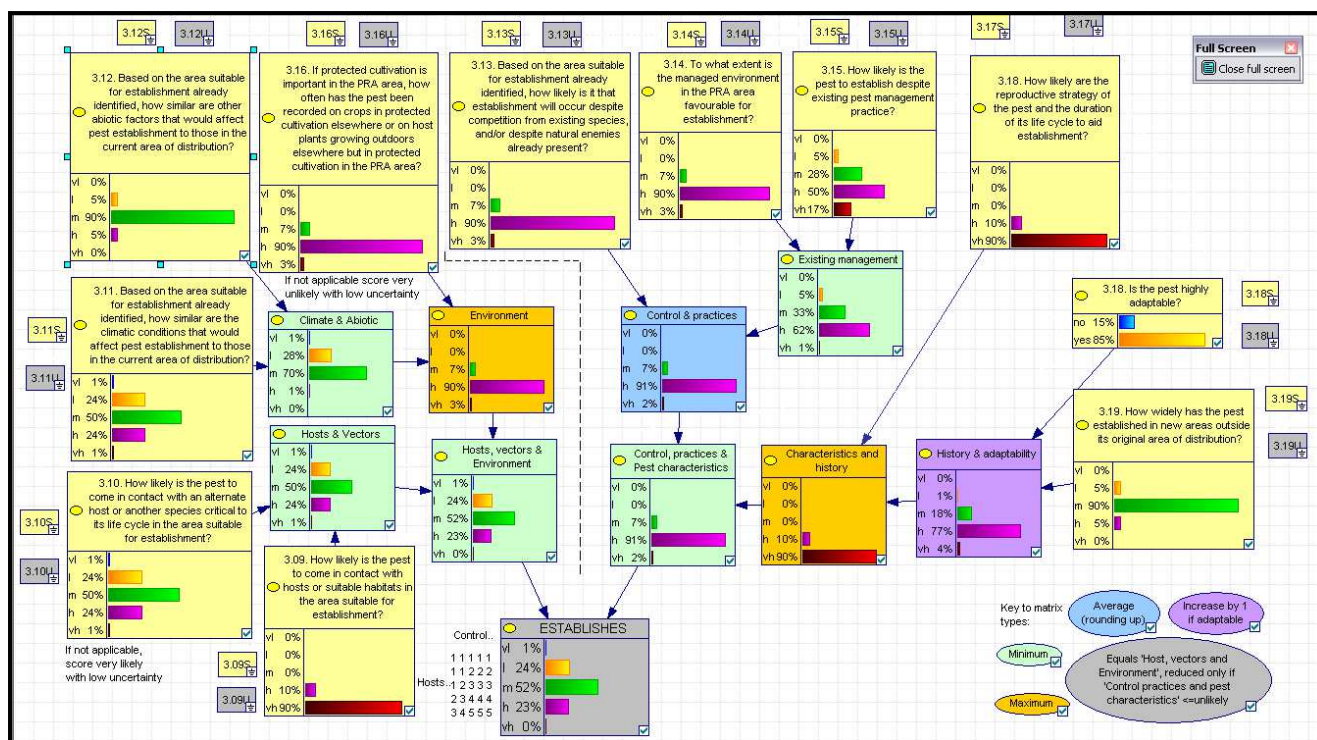 3.12S
3.12U
3.16S
3.16U
3.13S
3.13U
3.14S
3.14U
3.15S
3.15U
3.17S
3.17U
Full Screen
Close full screen
3.12. Based on the area suitable
for establishment already
identified, how similar are other
abiotic factors that would affect
pest establishment to those in the
current area of distribution?
vl 0%
l 5%
m 90%
h 5%
vh 0%
3.16. If protected cultivation is
important in the PRA area, how
often has the pest been
recorded on crops in protected
cultivation elsewhere or on host
plants growing outdoors
elsewhere but in protected
cultivation in the PRA area?
vl 0%
l 0%
m 7%
h 90%
vh 3%
If not applicable score very
unlikely with low uncertainty
3.13. Based on the area suitable
for establishment already
identified, how likely is it that
establishment will occur despite
competition from existing species,
and/or despite natural enemies
already present?
vl 0%
l 0%
m 7%
h 90%
vh 3%
3.14. To what extent is
the managed environment
in the PRA area
favourable for
establishment?
vl 0%
l 0%
m 7%
h 90%
vh 3%
3.15. How likely is the
pest to establish despite
existing pest management
practice?
vl 0%
l 5%
m 28%
h 50%
vh 17%
3.18. How likely are the
reproductive strategy of
the pest and the duration
of its life cycle to aid
establishment?
vl 0%
l 0%
m 0%
h 10%
vh 90%
3.11S
3.11U
3.11. Based on the area suitable
for establishment already
identified, how similar are the
climatic conditions that would
affect pest establishment to those
in the current area of distribution?
vl 1%
l 24%
m 50%
h 24%
vh 1%
Climate & Abiotic
vl 1%
l 28%
m 70%
h 1%
vh 0%
Environment
vl 0%
l 0%
m 7%
h 90%
vh 3%
Control & practices
vl 0%
l 0%
m 7%
h 91%
vh 2%
Existing management
vl 0%
l 5%
m 33%
h 62%
vh 1%
3.18. Is the pest highly
adaptable?
no 15%
yes 85%
3.18S
3.18U
3.10S
3.10U
3.10. How likely is the pest to
come in contact with an alternate
host or another species critical to
its life cycle in the area suitable
for establishment?
vl 1%
l 24%
m 50%
h 24%
vh 1%
If not applicable,
score very likely
with low uncertainty
Hosts & Vectors
vl 1%
l 24%
m 50%
h 24%
vh 1%
Hosts, vectors &
Environment
vl 1%
l 24%
m 52%
h 23%
vh 0%
Control, practices &
Pest characteristics
vl 0%
l 0%
m 7%
h 91%
vh 2%
Characteristics and
history
vl 0%
l 0%
m 0%
h 10%
vh 90%
History & adaptability
vl 0%
l 1%
m 18%
h 77%
vh 4%
3.19. How widely has the pest
established in new areas outside
its original area of distribution?
vl 0%
l 5%
m 90%
h 5%
vh 0%
3.19S
3.19U
3.09S
3.09U
3.09. How likely is the pest
to come in contact with
hosts or suitable habitats in
the area suitable for
establishment?
vl 0%
l 0%
m 0%
h 10%
vh 90%
Control..
Hosts..
1 1 1 1 1
1 1 2 2 2
1 2 3 3 3
2 3 4 4 4
3 4 5 5 5
ESTABLISHES
vl 1%
l 24%
m 52%
h 23%
vh 0%
Key to matrix
types:
Average
(rounding up)
Increase by 1
if adaptable
Minimum
Maximum
Equals 'Host, vectors and
Environment', reduced only if
'Control practices and pest
characteristics' <=unlikely